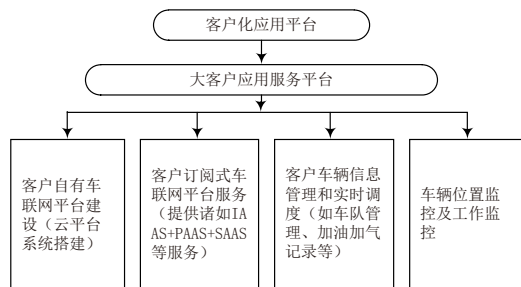 客户化应用平台
大客户应用服务平台
客户自有车
联网平台建
设（云平台
系统搭建）
客户订阅式车
联网平台服务
（提供诸如IA
AS+PAAS+SAAS
等服务）
客户车辆信息
管理和实时调
度（如车队管
理、加油加气
记录等）
车辆位置监
控及工作监
控